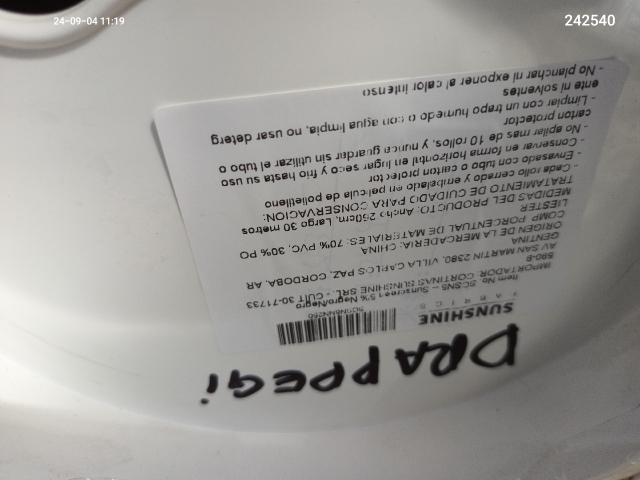 24-09-04 11:19
242540
DRAPPEGI
SUNSHINE
FABRICS
Item No. SCSN5 - Sunscreen 5% Negro/Negro
IMPORTADOR: SUNSHINE CORTINAS SRL - CUIT 30-71733
590-8
AV SAN MARTIN 2380, VILLA CARLOS PAZ, CORDOBA, AR
GENTINA
ORIGEN DE LA MERCADERIA: CHINA
COMP. PORCENTUAL DE MATERIALES: 70% PVC, 30% PO
LIESTER
MEDIDAS DEL PRODUCTO: Ancho 260cm, Largo 30 metros
TRATAMIENTO DE CUIDADO PARA CONSERVACION:
- Cada rollo cerrado y embalado en pelicula de polietileno
- Envasado con tubo o carton o carton protector
- Conservar en forma horizontal en lugar y seco y frio hasta su uso
- No apilar mas de 10 rollos, y nunca guardar sin utilizar el tubo o
carton protector
- Limpiar con un trapo humedo o con agua limpia, no usar deterg
ente ni solventes
- No planchar ni exponer al calor intenso